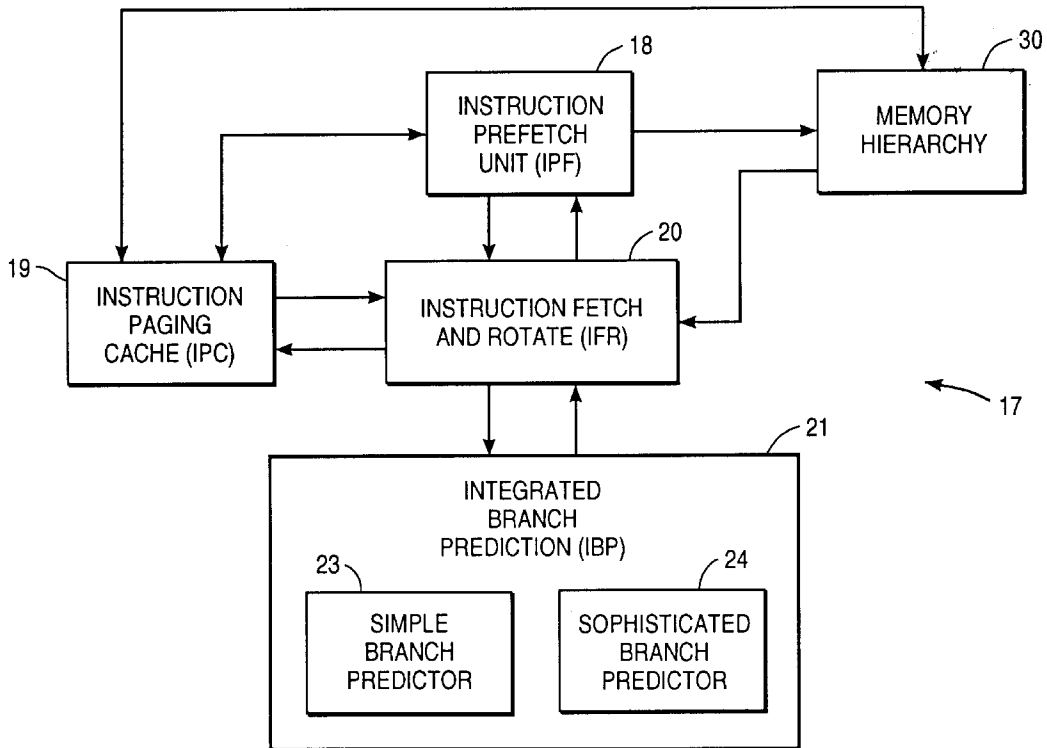 18
30
INSTRUCTION
PREFETCH
UNIT (IPF)
MEMORY
HIERARCHY
19
20
INSTRUCTION
PAGING
CACHE (IPC)
INSTRUCTION FETCH
AND ROTATE (IFR)
17
21
INTEGRATED
BRANCH
PREDICTION (IBP)
23
24
SIMPLE
BRANCH
PREDICTOR
SOPHISTICATED
BRANCH
PREDICTOR